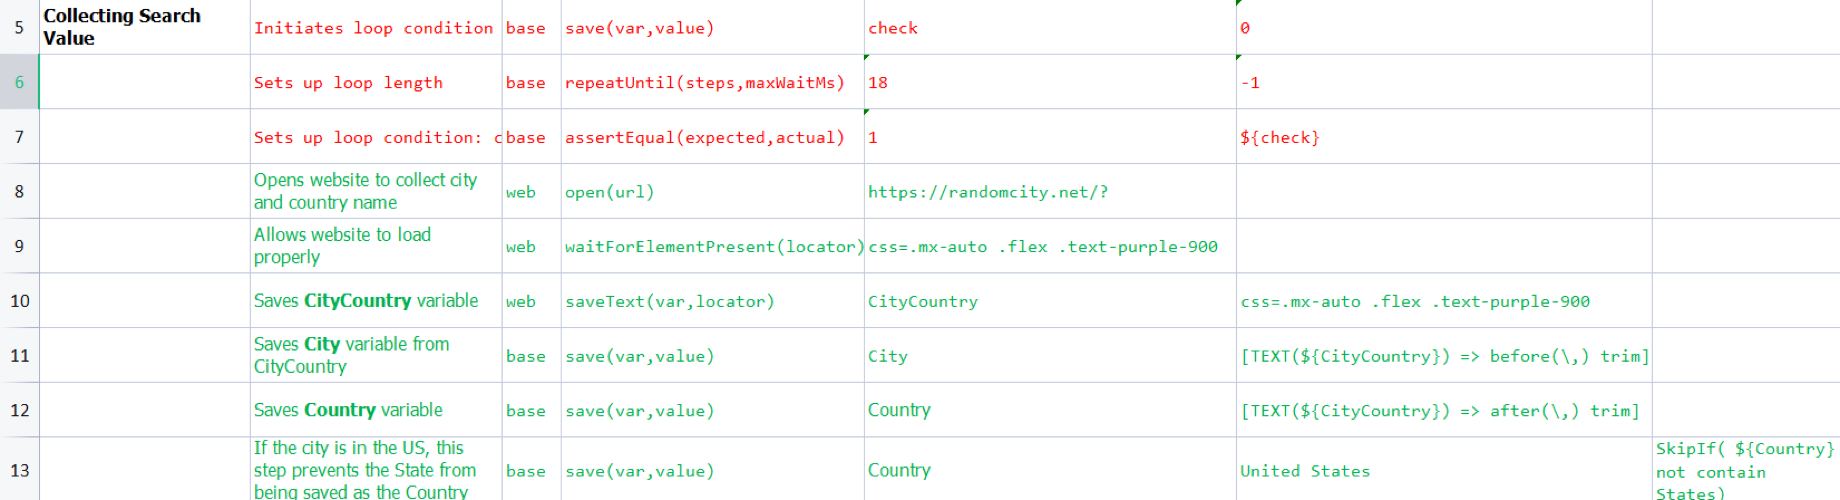 5 Collecting Search Value Initiates loop condition base save(var,value) check 0
6 Sets up loop length base repeatUntil(steps,maxWaitMs) 18 -1
7 Sets up loop condition: c base assertEqual(expected,actual) 1 ${check}
8 Opens website to collect city and country name web open(url) https://randomcity.net/?
9 Allows website to load properly web waitForElementPresent(locator) css=.mx-auto .flex .text-purple-900
10 Saves CityCountry variable web saveText(var,locator) CityCountry css=.mx-auto .flex .text-purple-900
11 Saves City variable from CityCountry base save(var,value) City [TEXT(${CityCountry}) => before(\,) trim]
12 Saves Country variable base save(var,value) Country [TEXT(${CityCountry}) => after(\,) trim]
13 If the city is in the US, this step prevents the State from being saved as the Country base save(var,value) Country United States SkipIf( ${Country} not contain States)